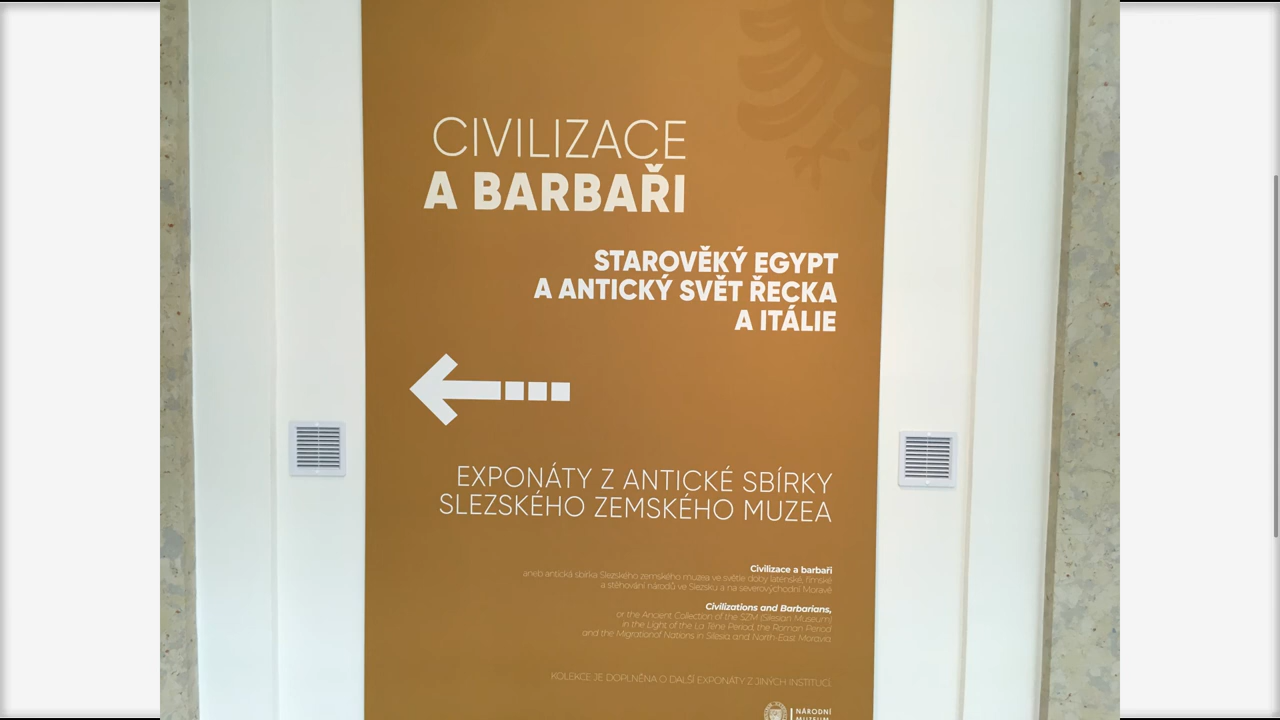 CIVILIZACE
A BARBAŘI
STAROVĚKÝ EGYPT
A ANTICKÝ SVĚT ŘECKA
A ITÁLIE
EXPONÁTY Z ANTICKÉ SBÍRKY
SLEZSKÉHO ZEMSKÉHO MUZEA
Civilizace a barbaři
aneb antická sbírka Slezského zemského muzea ve světle doby laténské, římské
a stěhování národů ve Slezsku a na severovýchodní Moravě
Civilizations and Barbarians,
or the Ancient Collection of the SZM (Silesian Museum)
in the Light of the La Tène Period, the Roman Period
and the Migrationof Nations in Silesia and North-East Moravia
KOLEKCE JE DOPLNĚNA O DALŠÍ EXPONÁTY Z JINÝCH INSTITUCÍ.
NÁRODNÍ
MUZEUM